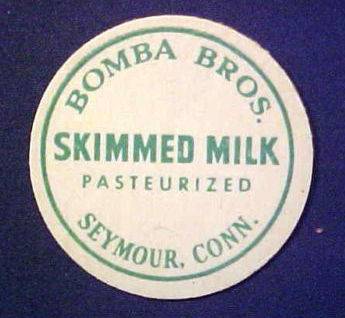 BOMBA BROS.
SKIMMED MILK
PASTEURIZED
SEYMOUR, CONN.